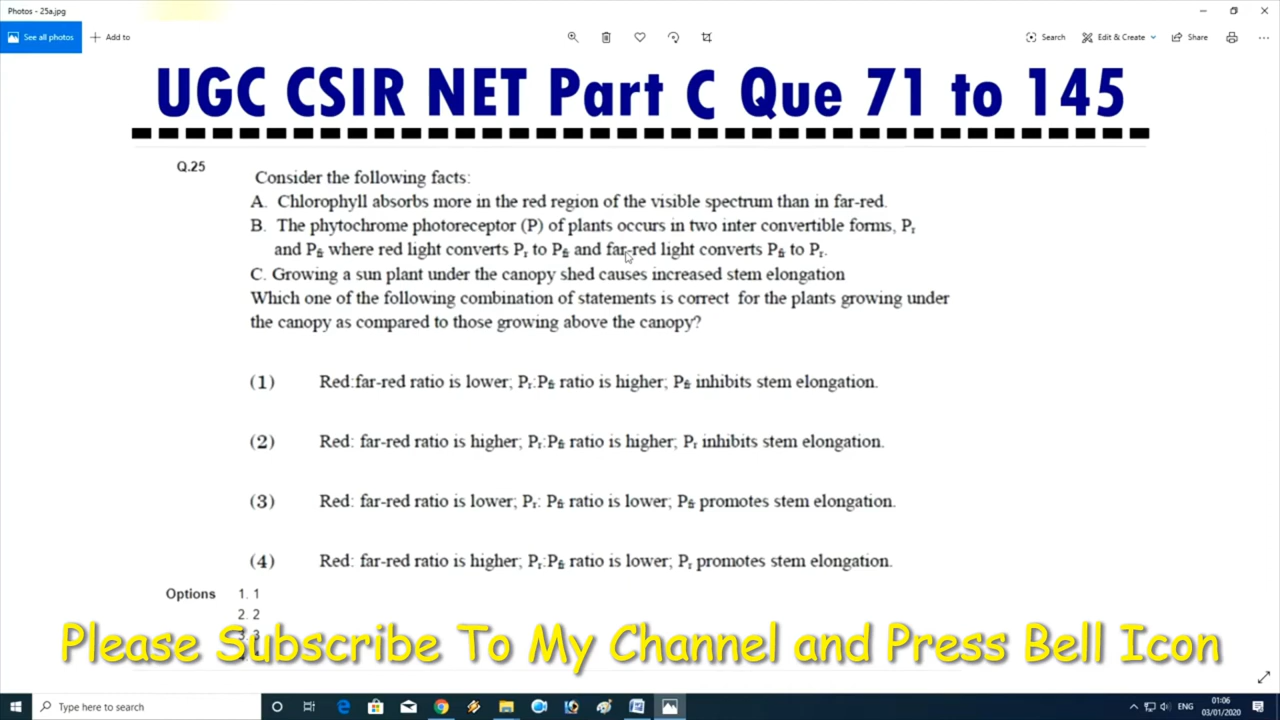 Photos - 25a.jpg
See all photos
Add to
Search
Edit & Create
Share
UGC CSIR NET Part C Que 71 to 145
Q.25
Consider the following facts:
A. Chlorophyll absorbs more in the red region of the visible spectrum than in far-red.
B. The phytochrome photoreceptor (P) of plants occurs in two inter convertible forms, Pr
and Pfr where red light converts Pr to Pfr and far-red light converts Pfr to Pr.
C. Growing a sun plant under the canopy shed causes increased stem elongation
Which one of the following combination of statements is correct for the plants growing under
the canopy as compared to those growing above the canopy?
(1) Red:far-red ratio is lower; Pr:Pfr ratio is higher; Pfr inhibits stem elongation.
(2) Red: far-red ratio is higher; Pr:Pfr ratio is higher; Pr inhibits stem elongation.
(3) Red: far-red ratio is lower; Pr: Pfr ratio is lower; Pfr promotes stem elongation.
(4) Red: far-red ratio is higher; Pr:Pfr ratio is lower; Pr promotes stem elongation.
Options 1. 1
2. 2
3. 3
Please Subscribe To My Channel and Press Bell Icon
Type here to search
ENG
01:06
03/01/2020